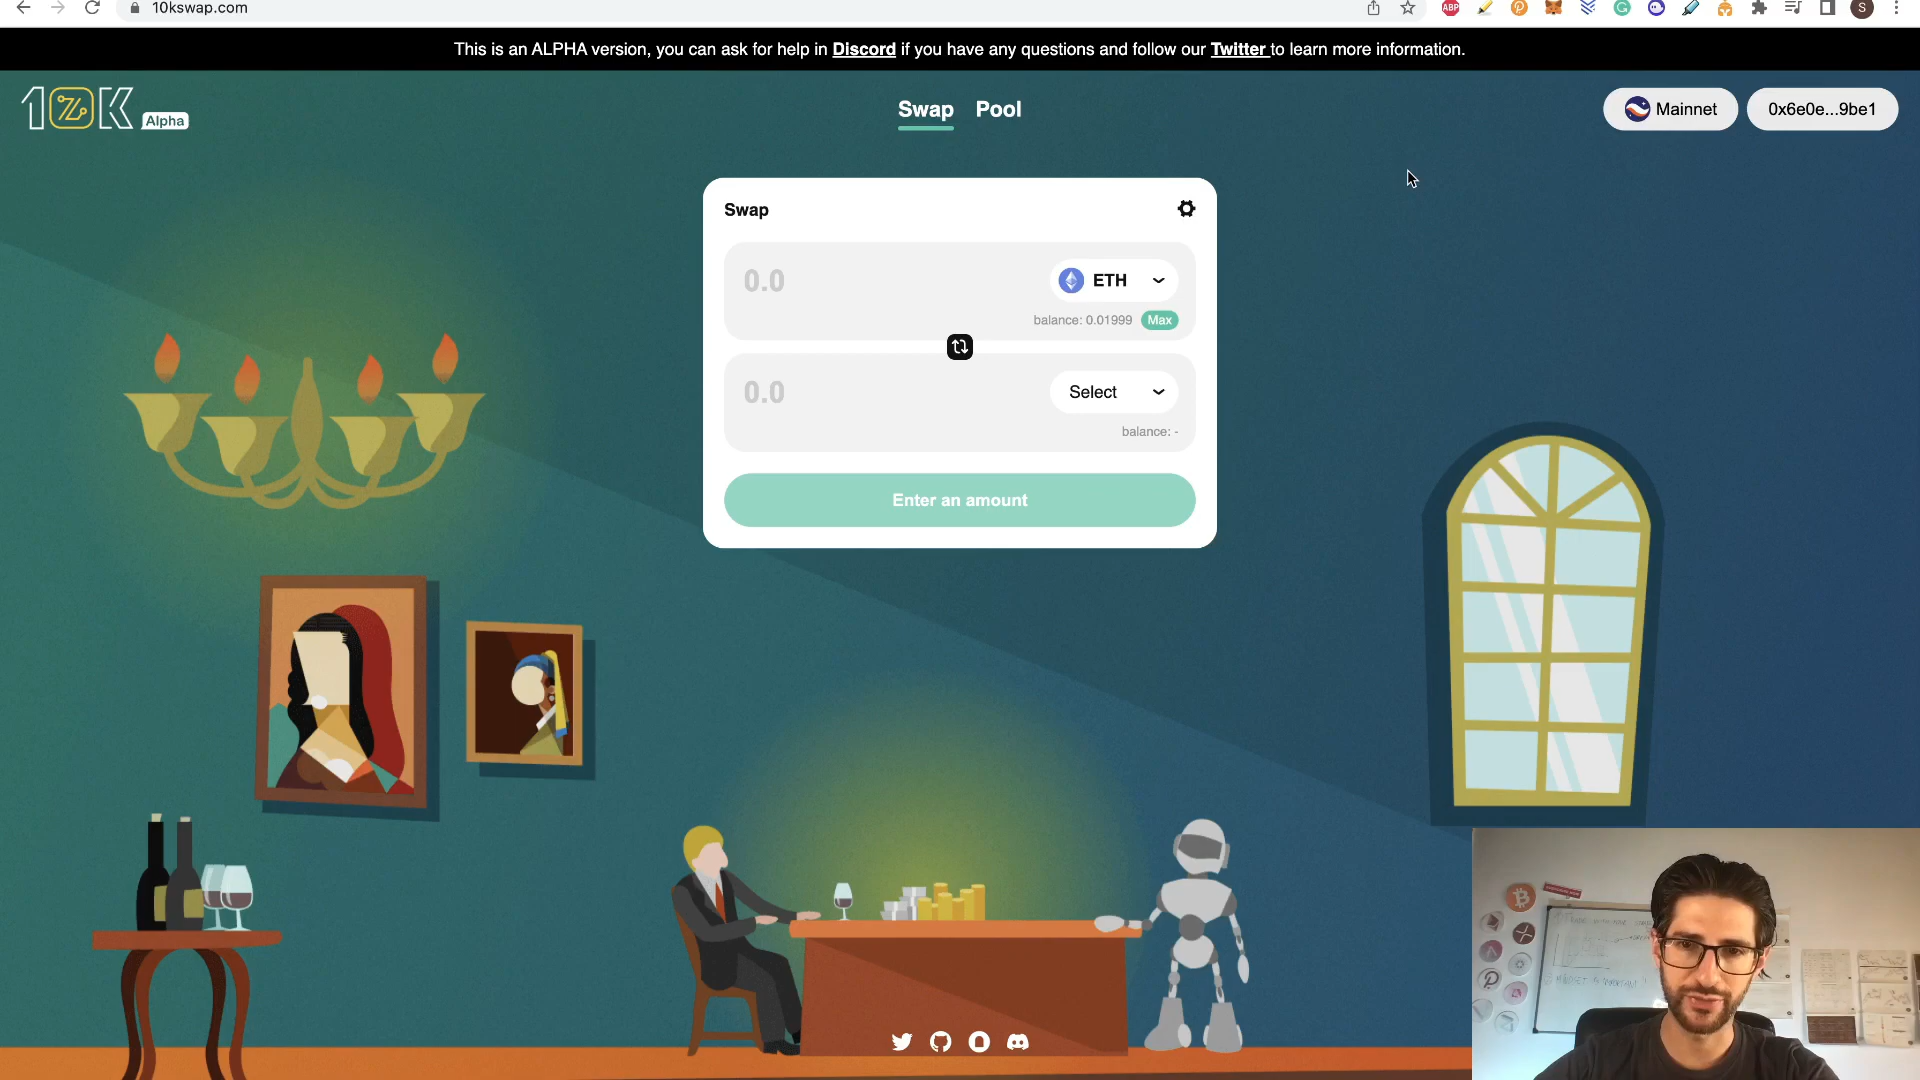 10kswap.com
ABP
S
This is an ALPHA version, you can ask for help in Discord if you have any questions and follow our Twitter to learn more information.
10K Alpha
Swap Pool
Mainnet
0x6e0e...9be1
Swap
0.0
ETH
balance: 0.01999 Max
0.0
Select
balance: -
Enter an amount